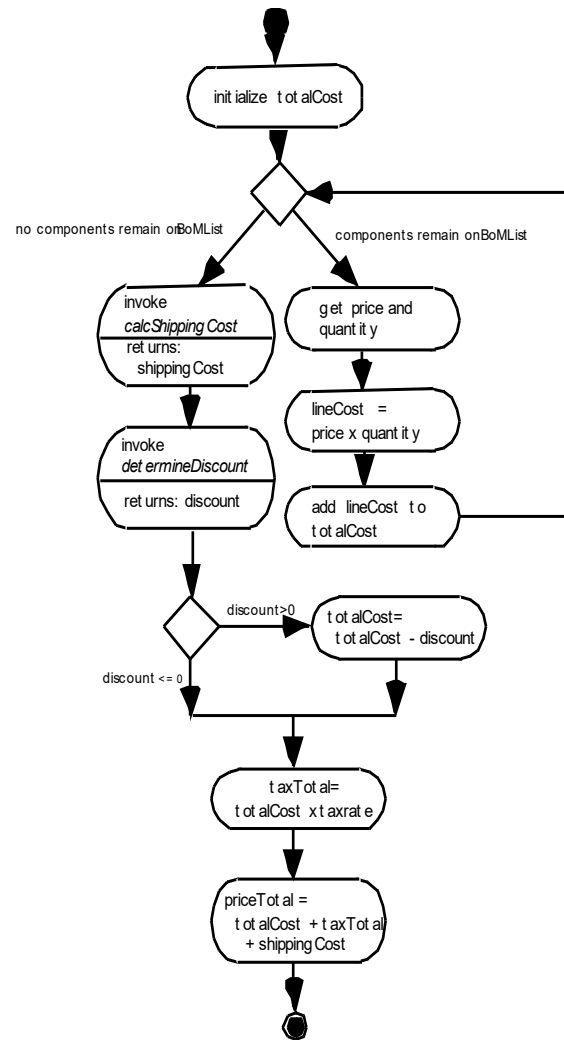 initialize totalCost
no components remain onBoMList
components remain onBoMList
invoke
calcShippingCost
returns:
shippingCost
get price and
quantity
lineCost =
price x quantity
invoke
determineDiscount
returns: discount
add lineCost to
totalCost
discount>0
totalCost=
totalCost - discount
discount <= 0
taxTotal=
totalCost x taxrate
priceTotal =
totalCost + taxTotal
+ shippingCost